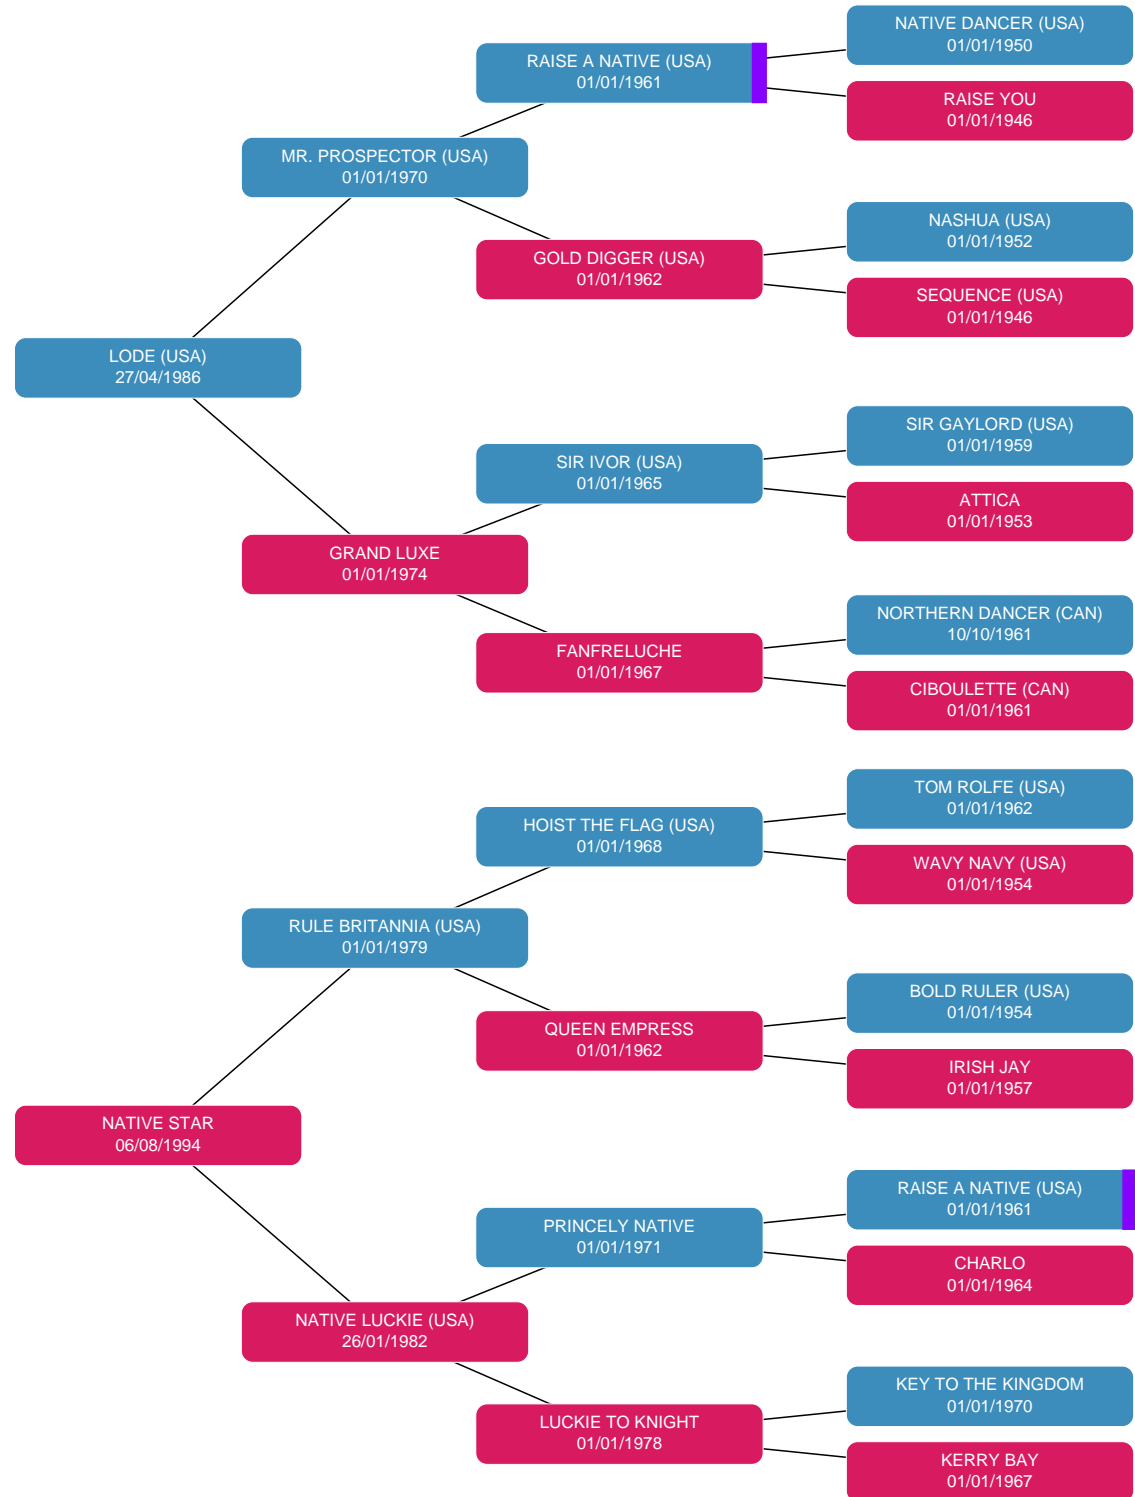 NATIVE DANCER (USA)
01/01/1950
RAISE A NATIVE (USA)
01/01/1961
RAISE YOU
01/01/1946
MR. PROSPECTOR (USA)
01/01/1970
NASHUA (USA)
01/01/1952
GOLD DIGGER (USA)
01/01/1962
SEQUENCE (USA)
01/01/1946
LODE (USA)
27/04/1986
SIR GAYLORD (USA)
01/01/1959
SIR IVOR (USA)
01/01/1965
ATTICA
01/01/1953
GRAND LUXE
01/01/1974
NORTHERN DANCER (CAN)
10/10/1961
FANFRELUCHE
01/01/1967
CIBOULETTE (CAN)
01/01/1961
TOM ROLFE (USA)
01/01/1962
HOIST THE FLAG (USA)
01/01/1968
WAVY NAVY (USA)
01/01/1954
RULE BRITANNIA (USA)
01/01/1979
BOLD RULER (USA)
01/01/1954
QUEEN EMPRESS
01/01/1962
IRISH JAY
01/01/1957
NATIVE STAR
06/08/1994
RAISE A NATIVE (USA)
01/01/1961
PRINCELY NATIVE
01/01/1971
CHARLO
01/01/1964
NATIVE LUCKIE (USA)
26/01/1982
KEY TO THE KINGDOM
01/01/1970
LUCKIE TO KNIGHT
01/01/1978
KERRY BAY
01/01/1967